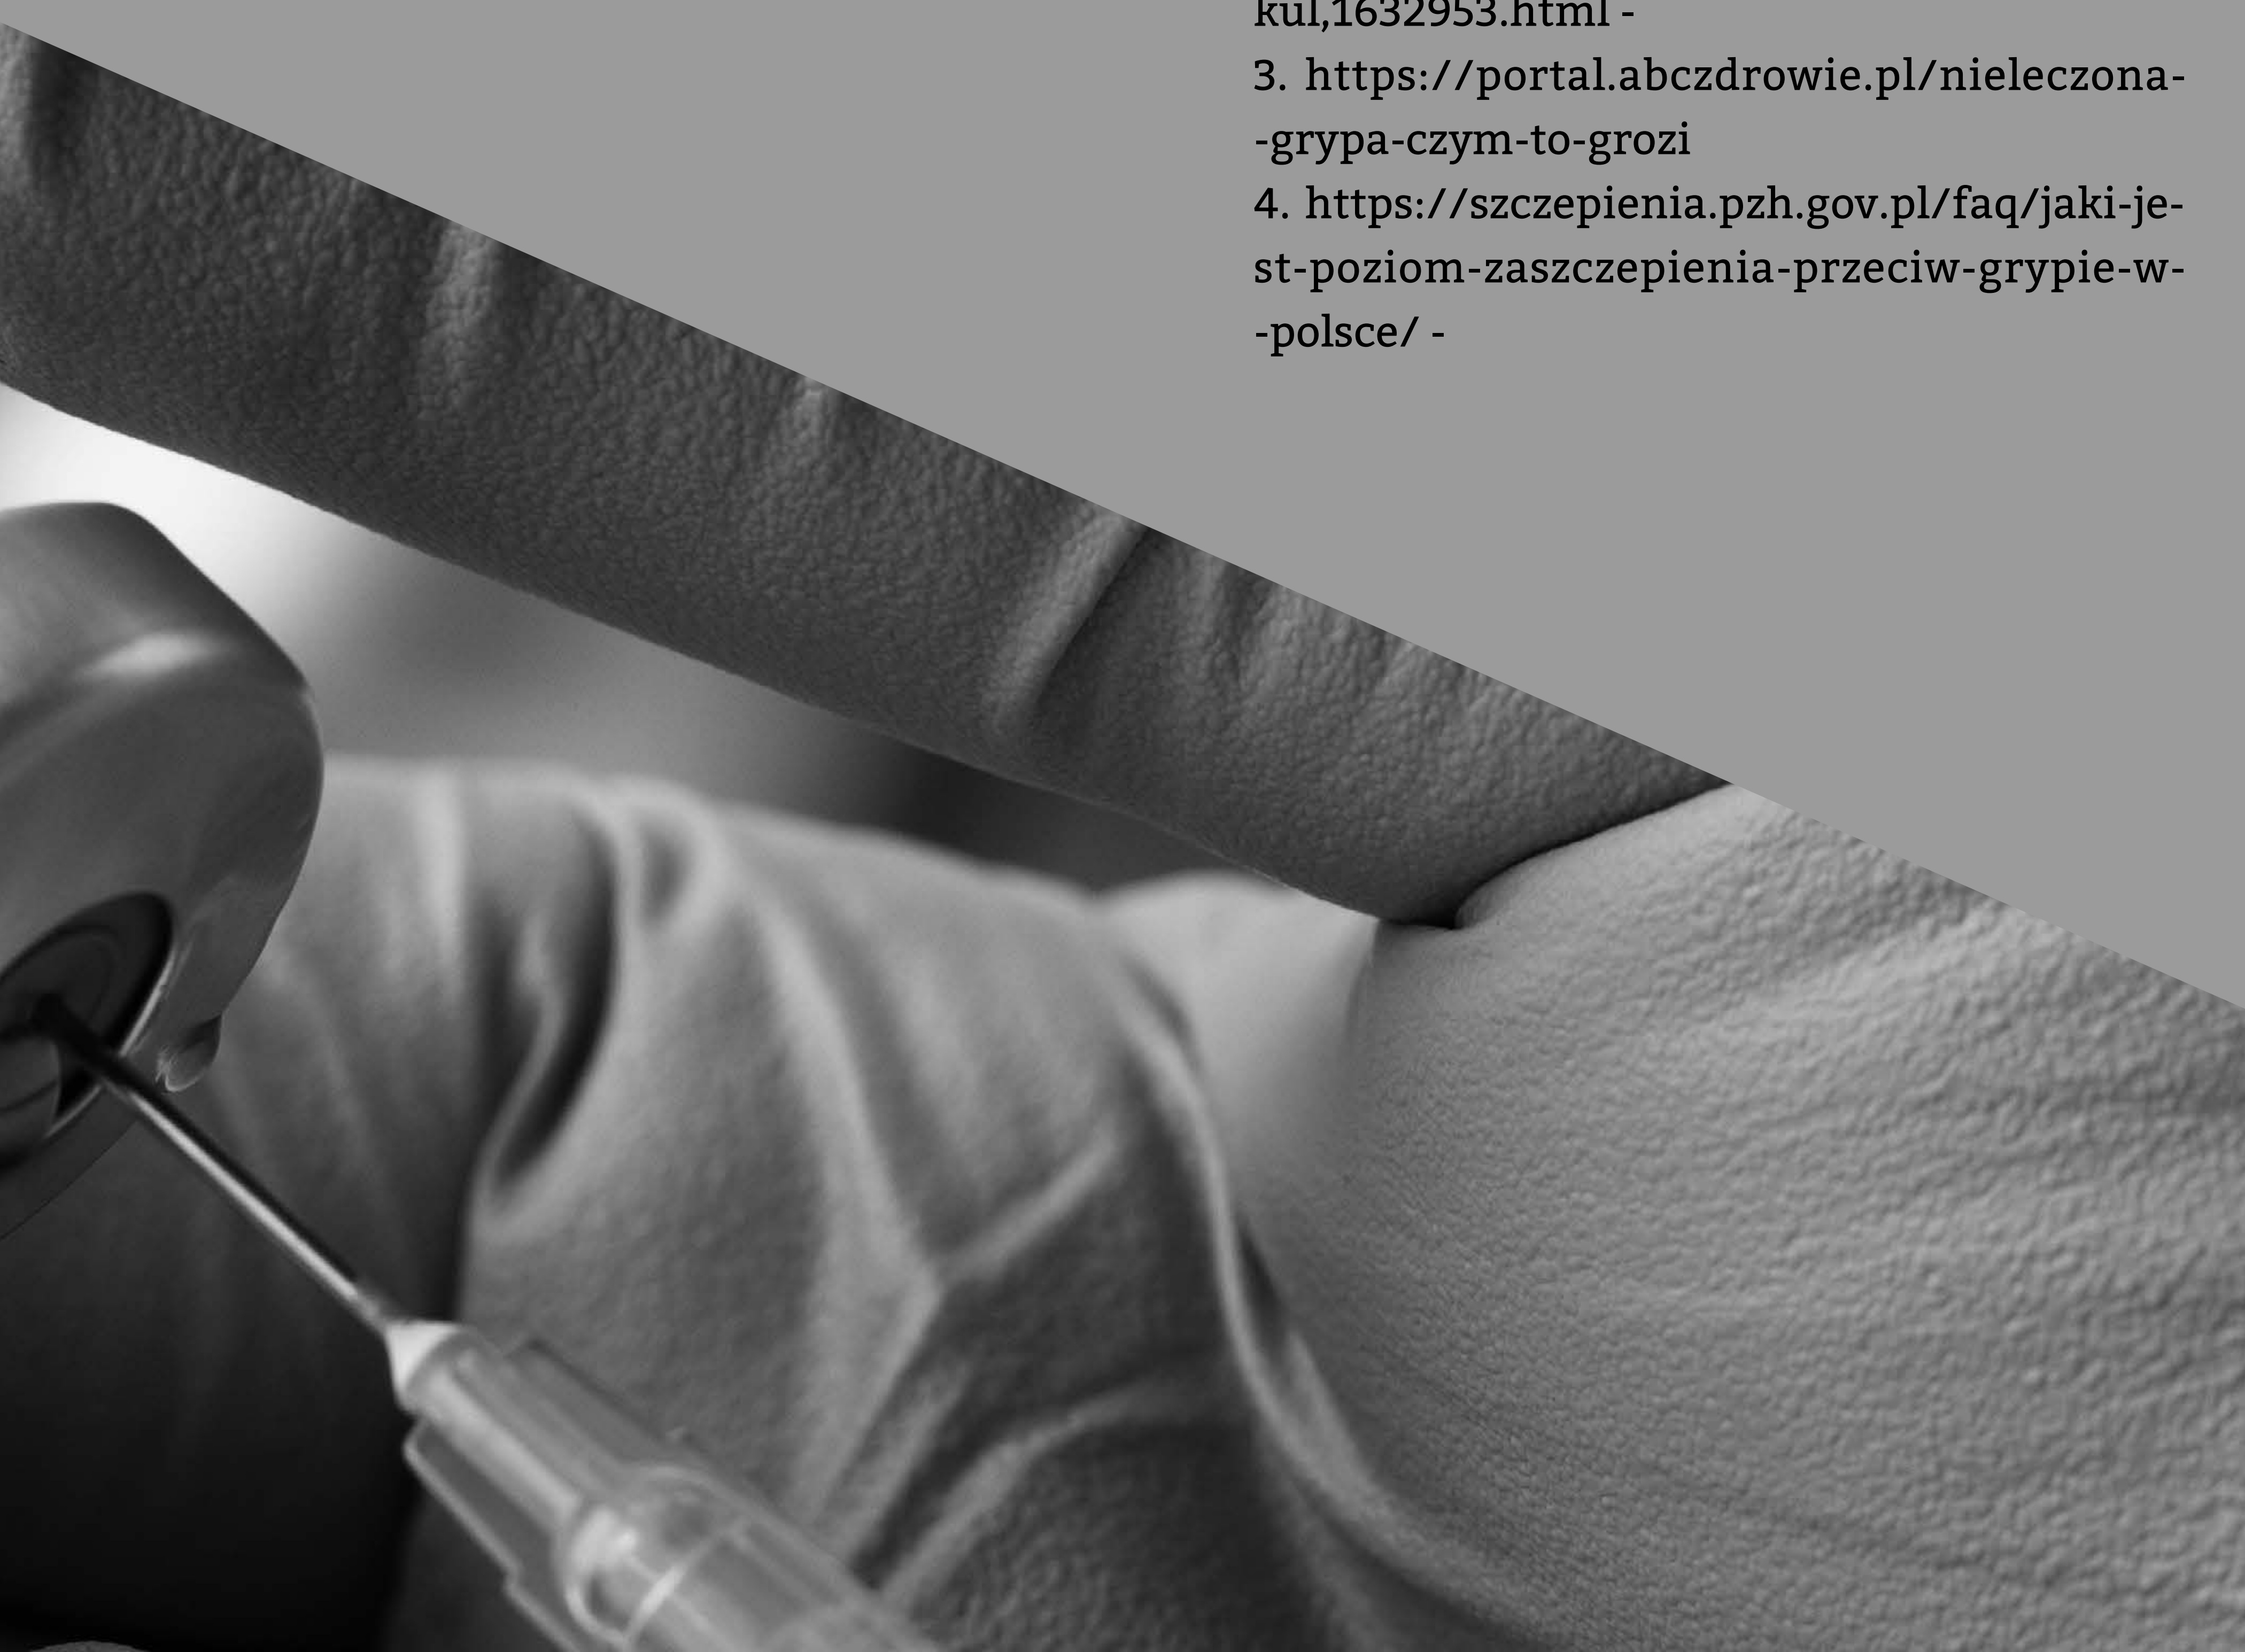 kul,1632953.html -
3. https://portal.abczdrowie.pl/nieleczona-
-grypa-czym-to-grozi
4. https://szczepienia.pzh.gov.pl/faq/jaki-je-
st-poziom-zaszczepienia-przeciw-grypie-w-
-polsce/ -